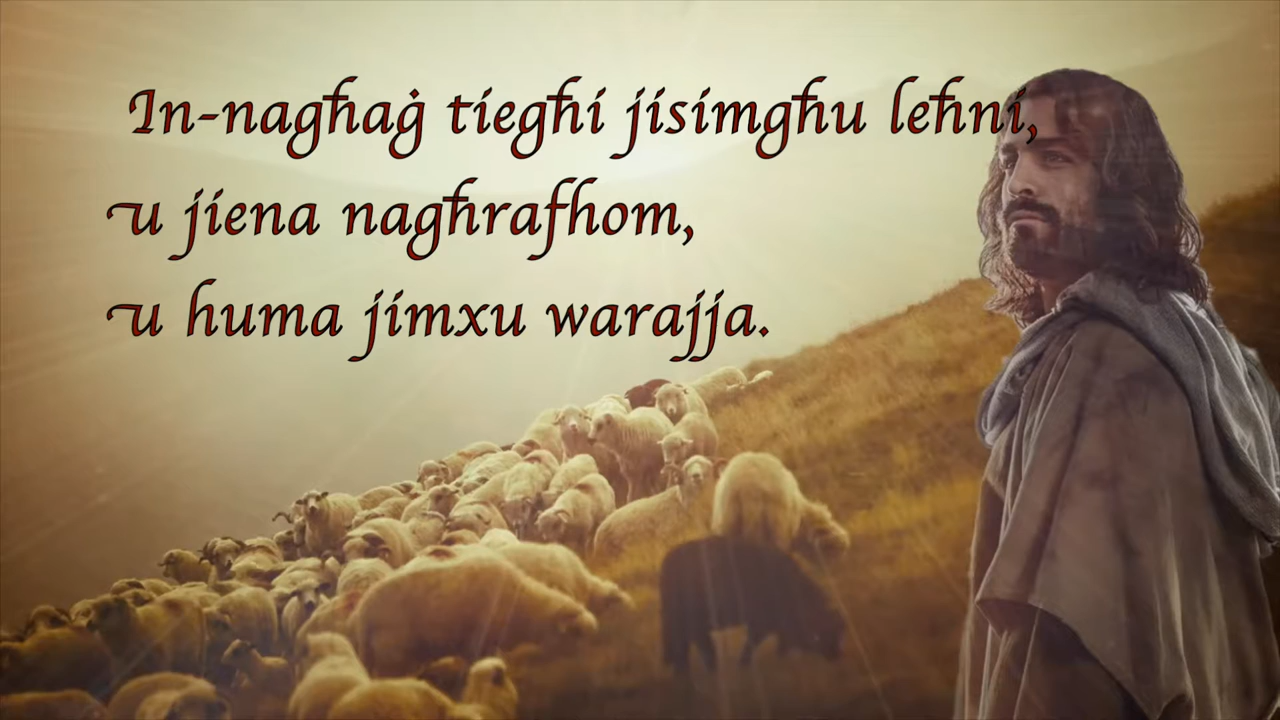 In-nagħaġ tiegħi jisimgħu leħni,
u jiena nagħrafhom,
u huma jimxu warajja.